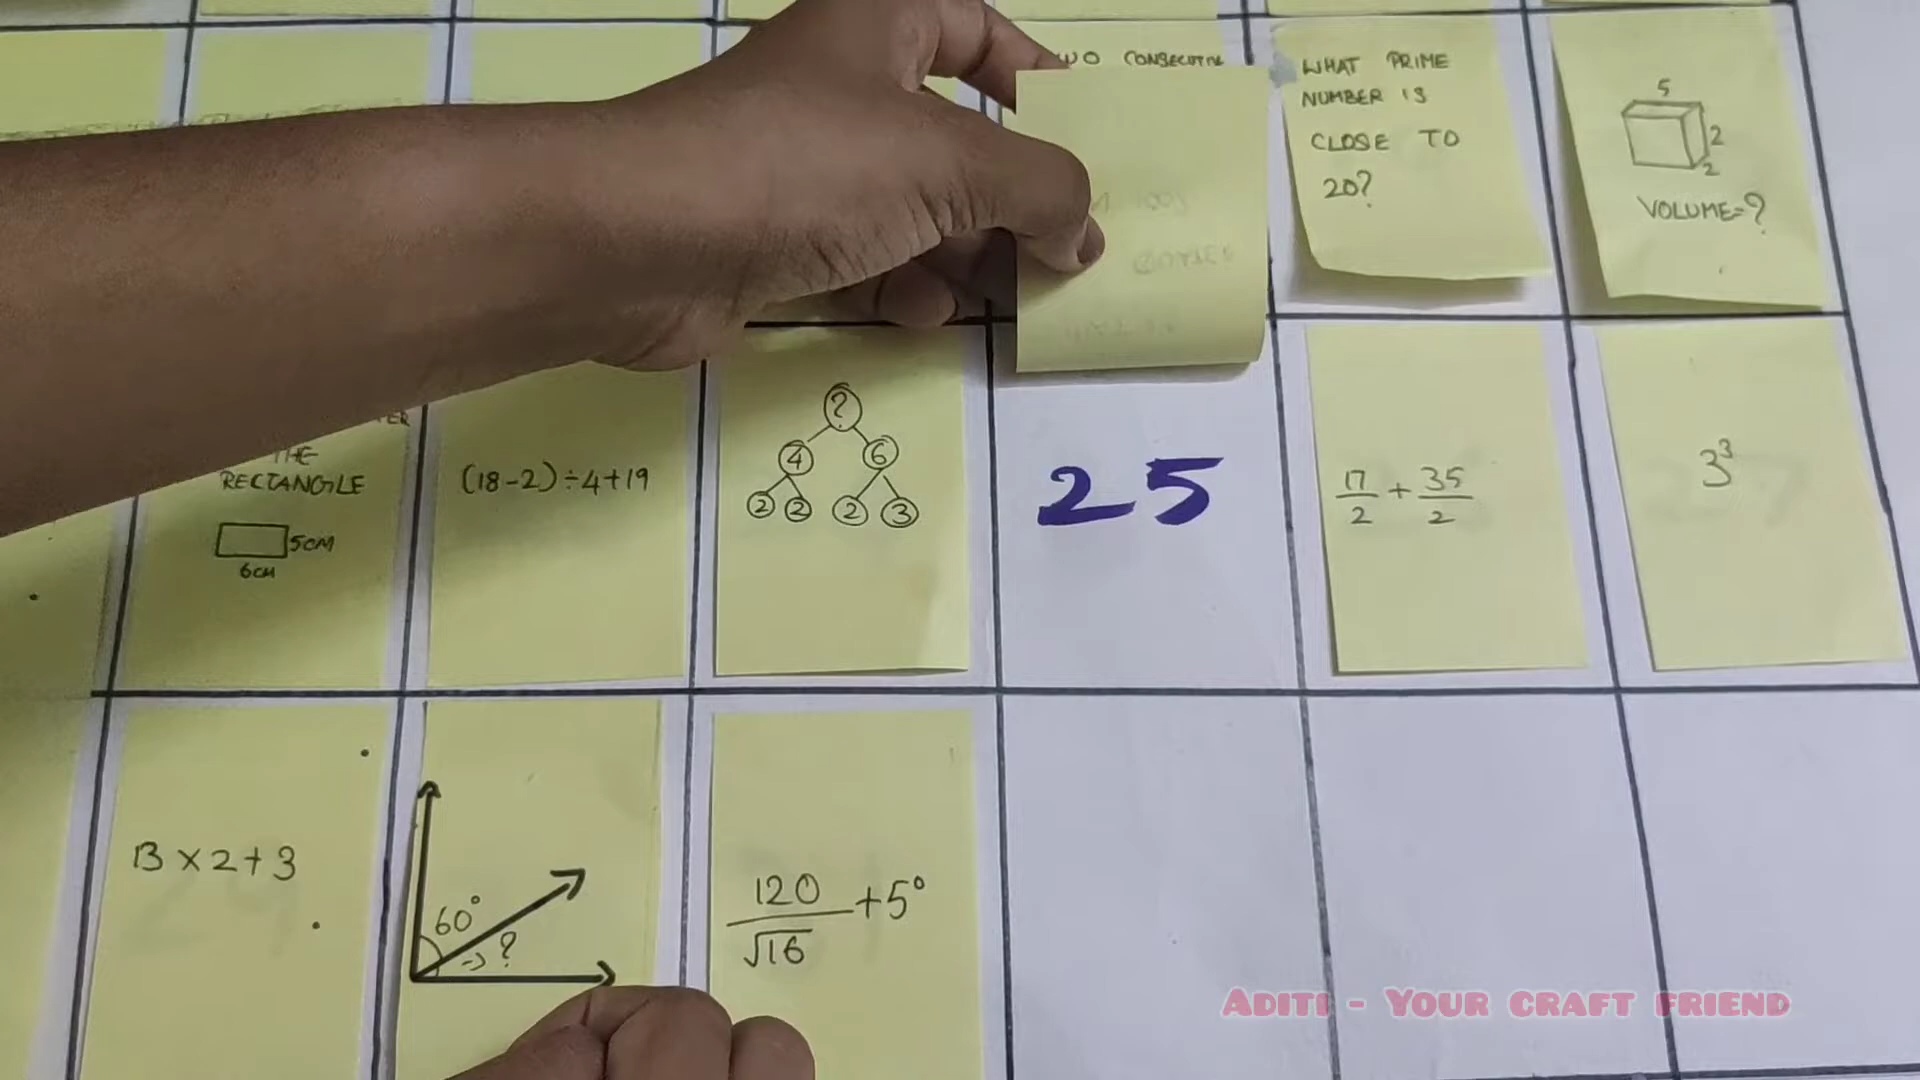 CONSECUTIVE
WHAT PRIME
NUMBER IS
CLOSE TO
20?
5
2
2
VOLUME=?
THE
RECTANGLE
5CM
6CM
(18-2)÷4+19
?
4 6
2 2 2 3
25
17/2 + 35/2
3³
13 × 2 + 3
60°
?
120/√16 + 5°
ADITI - YOUR CRAFT FRIEND